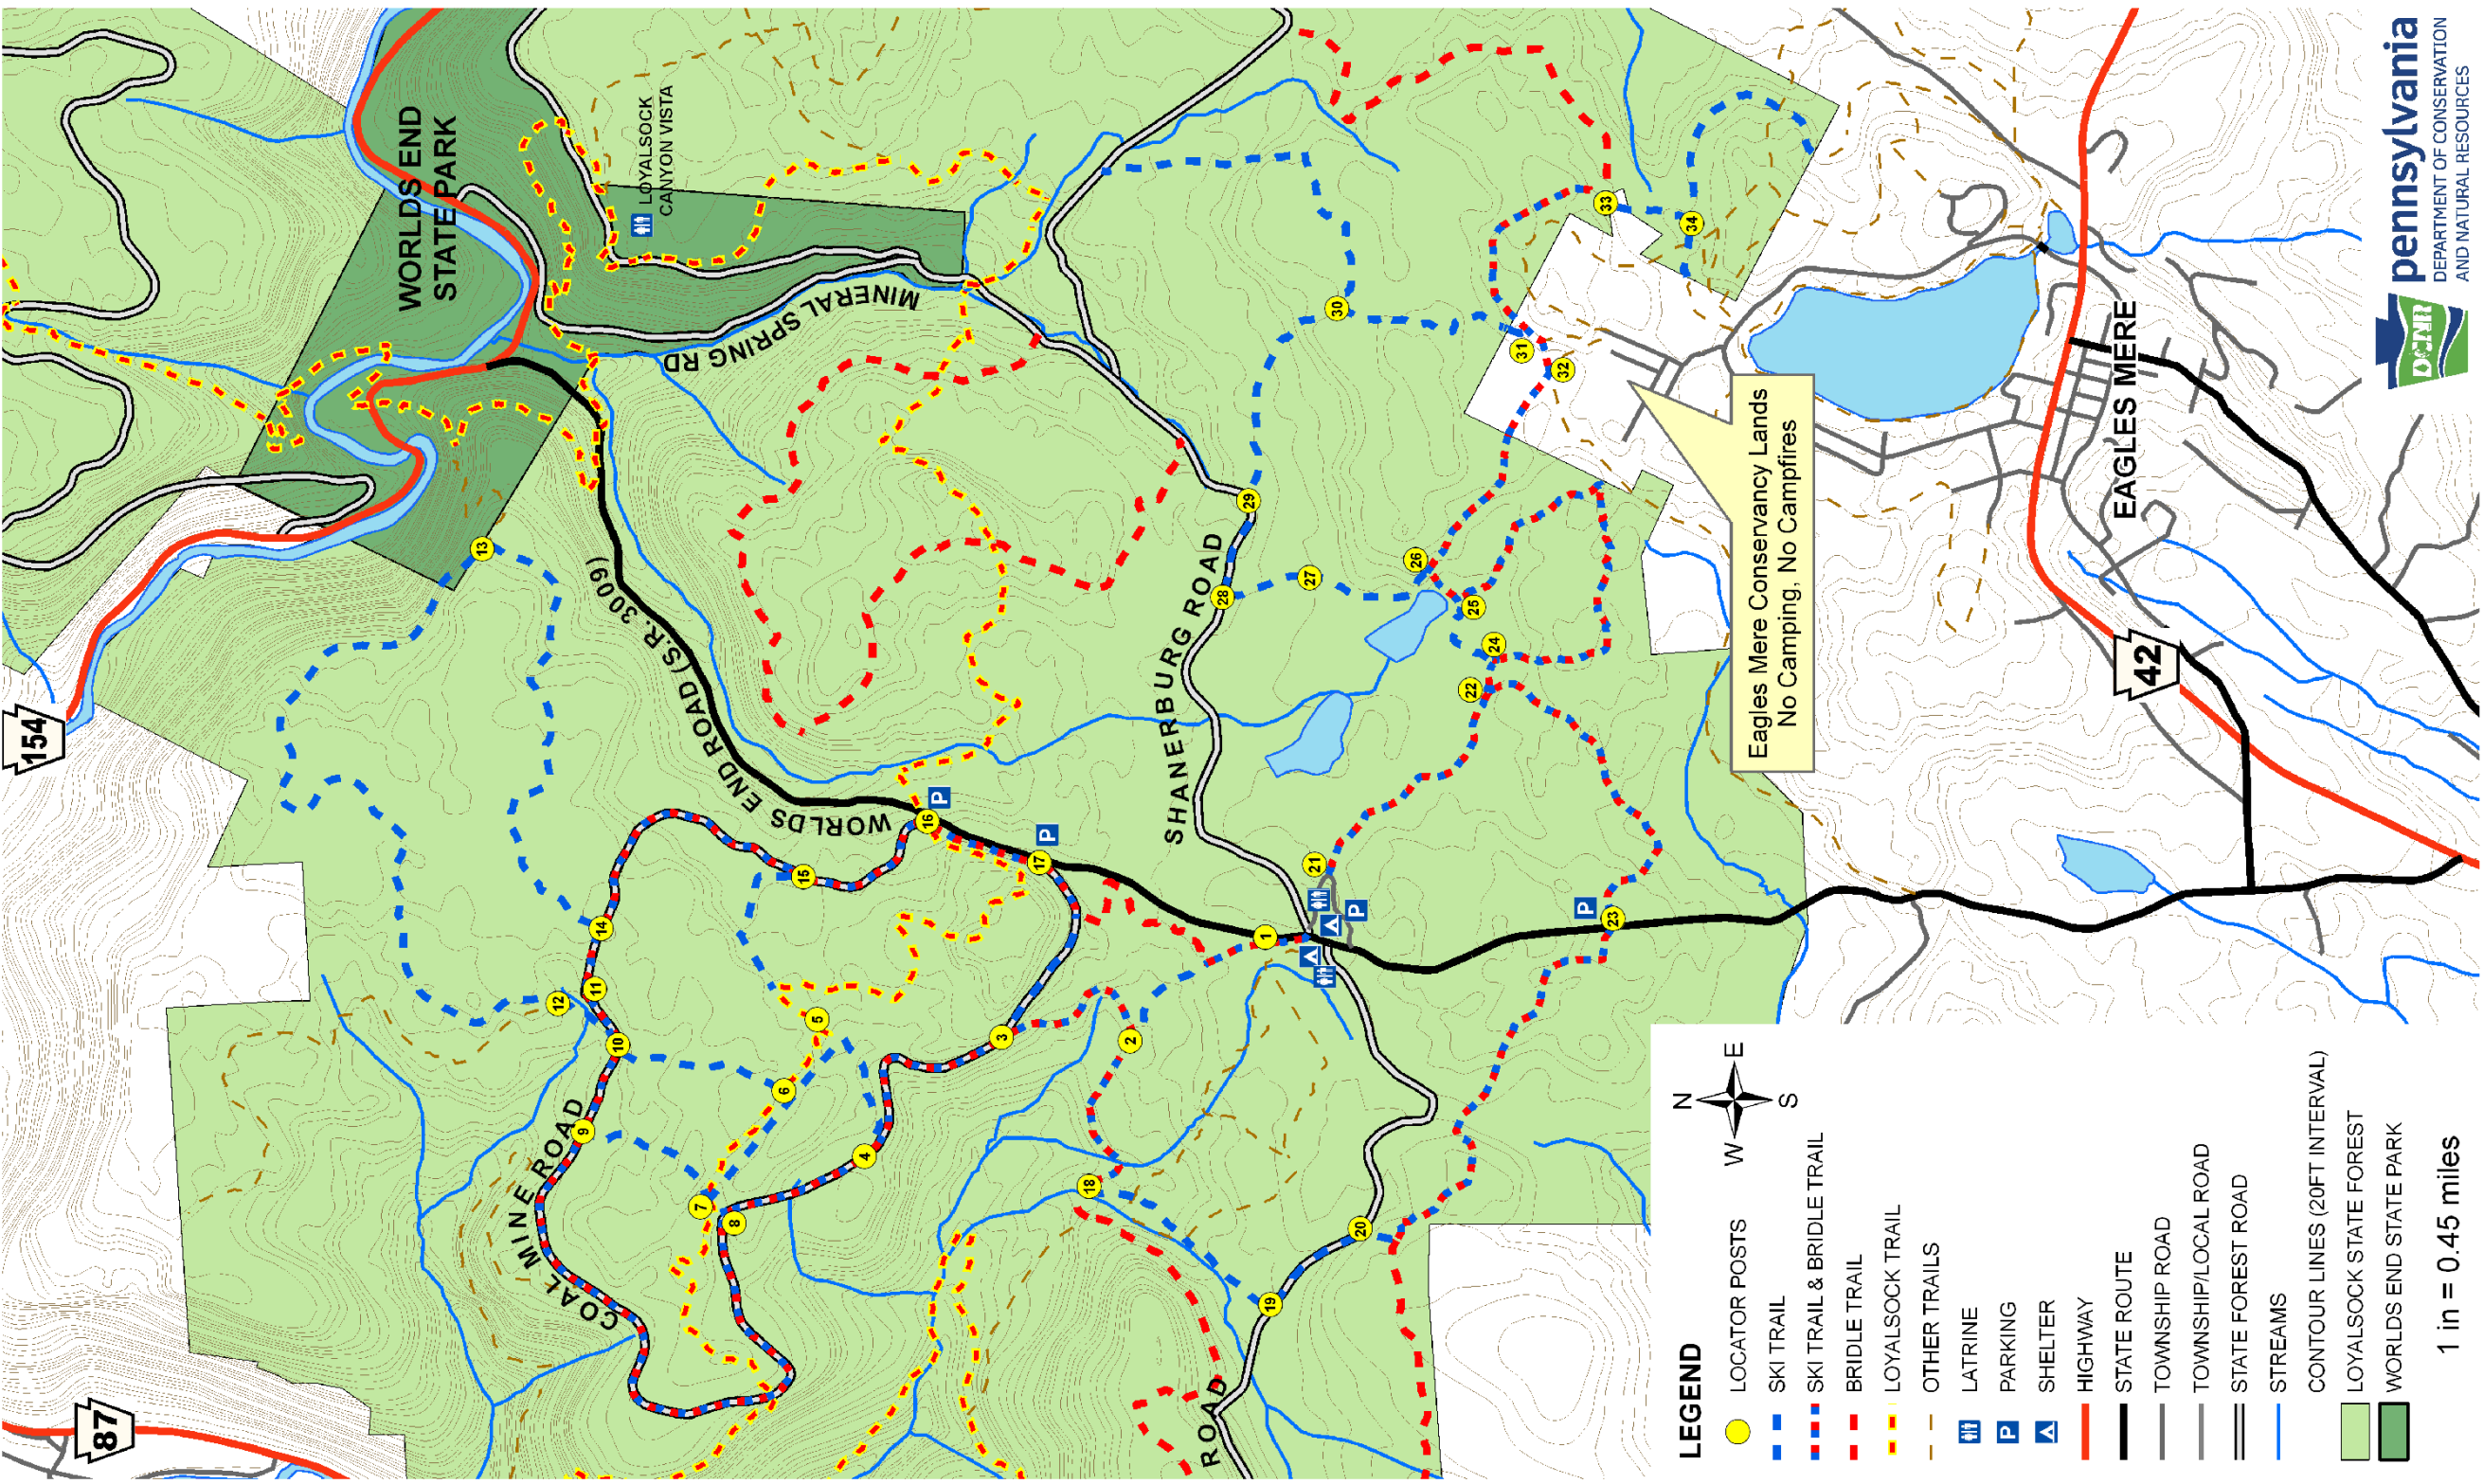 154
87
42
WORLDS END
STATE PARK
LOYALSOCK
CANYON VISTA
MINERAL SPRING RD
WORLDS END ROAD (S.R. 3009)
SHANERBURG ROAD
COAL MINE ROAD
ROAD
EAGLES MERE
Eagles Mere Conservancy Lands
No Camping, No Campfires
1
2
3
4
5
6
7
8
9
10
11
12
13
14
15
16
17
18
19
20
21
22
23
24
25
26
27
28
29
30
31
32
33
34
P
P
P
P
LEGEND
LOCATOR POSTS
SKI TRAIL
SKI TRAIL & BRIDLE TRAIL
BRIDLE TRAIL
LOYALSOCK TRAIL
OTHER TRAILS
LATRINE
P PARKING
SHELTER
HIGHWAY
STATE ROUTE
TOWNSHIP ROAD
TOWNSHIP/LOCAL ROAD
STATE FOREST ROAD
STREAMS
CONTOUR LINES (20FT INTERVAL)
LOYALSOCK STATE FOREST
WORLDS END STATE PARK
1 in = 0.45 miles
N
W E
S
DCNR
pennsylvania
DEPARTMENT OF CONSERVATION
AND NATURAL RESOURCES